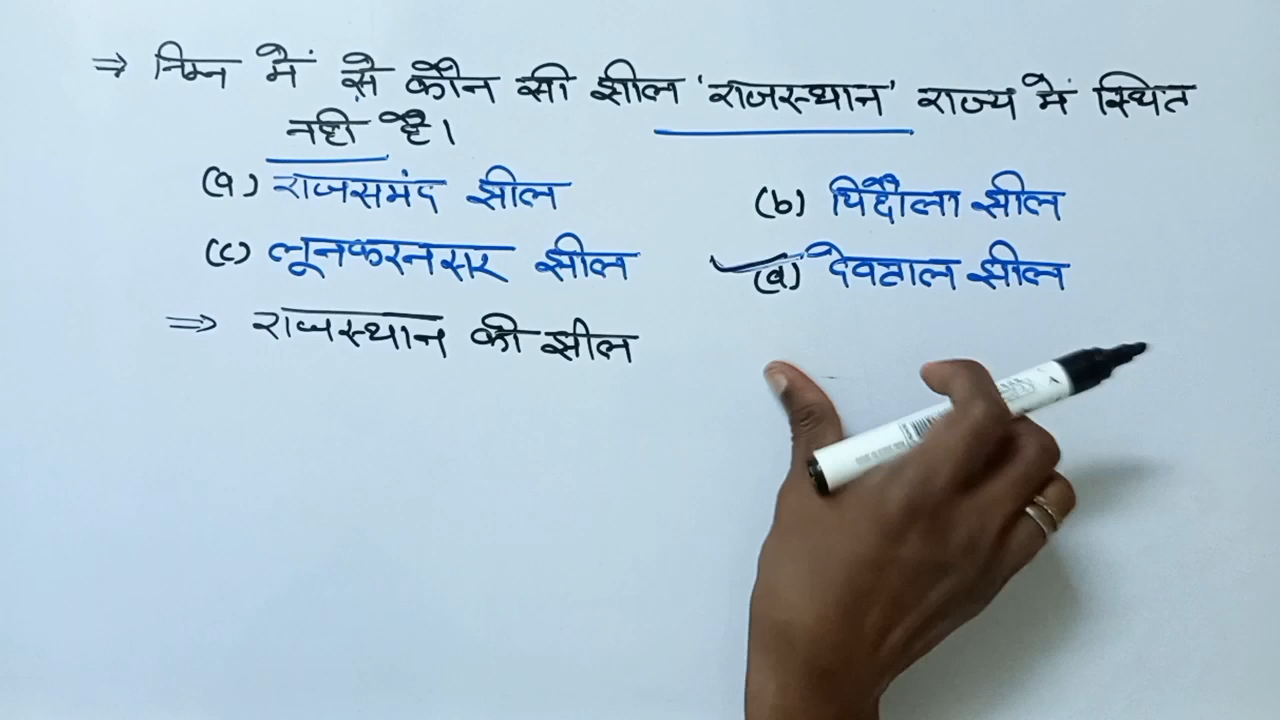 ⇒ निम्न में से कौन सी झील 'राजस्थान' राज्य में स्थित
नही है।
(a) राजसमंद झील (b) पिछौला झील
(c) लूनकरनसर झील (d) देवताल झील
⇒ राजस्थान की झील